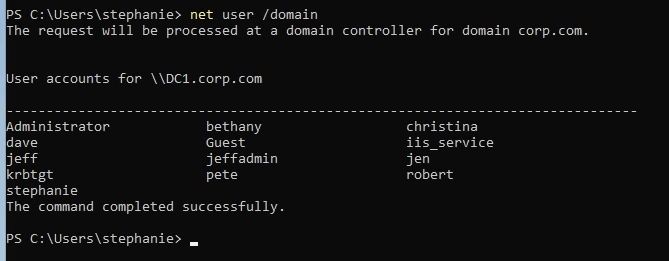 PS C:\Users\stephanie> net user /domain
The request will be processed at a domain controller for domain corp.com.
User accounts for \\DC1.corp.com
-------------------------------------------------------------------------------
Administrator            bethany                  christina
dave                     Guest                    iis_service
jeff                     jeffadmin                jen
krbtgt                   pete                     robert
stephanie
The command completed successfully.
PS C:\Users\stephanie>